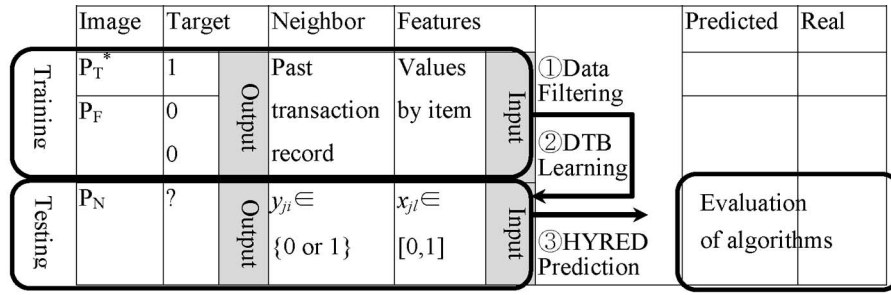 Image Target Neighbor Features Predicted Real
Training
P_T* 1 Output Past Values Input ①Data
Filtering
P_F 0 transaction by item
0 record
②DTB
Learning
Testing
P_N ? Output y_ji∈ x_jl∈ Input
{0 or 1} [0,1]
③HYRED
Prediction
Evaluation
of algorithms